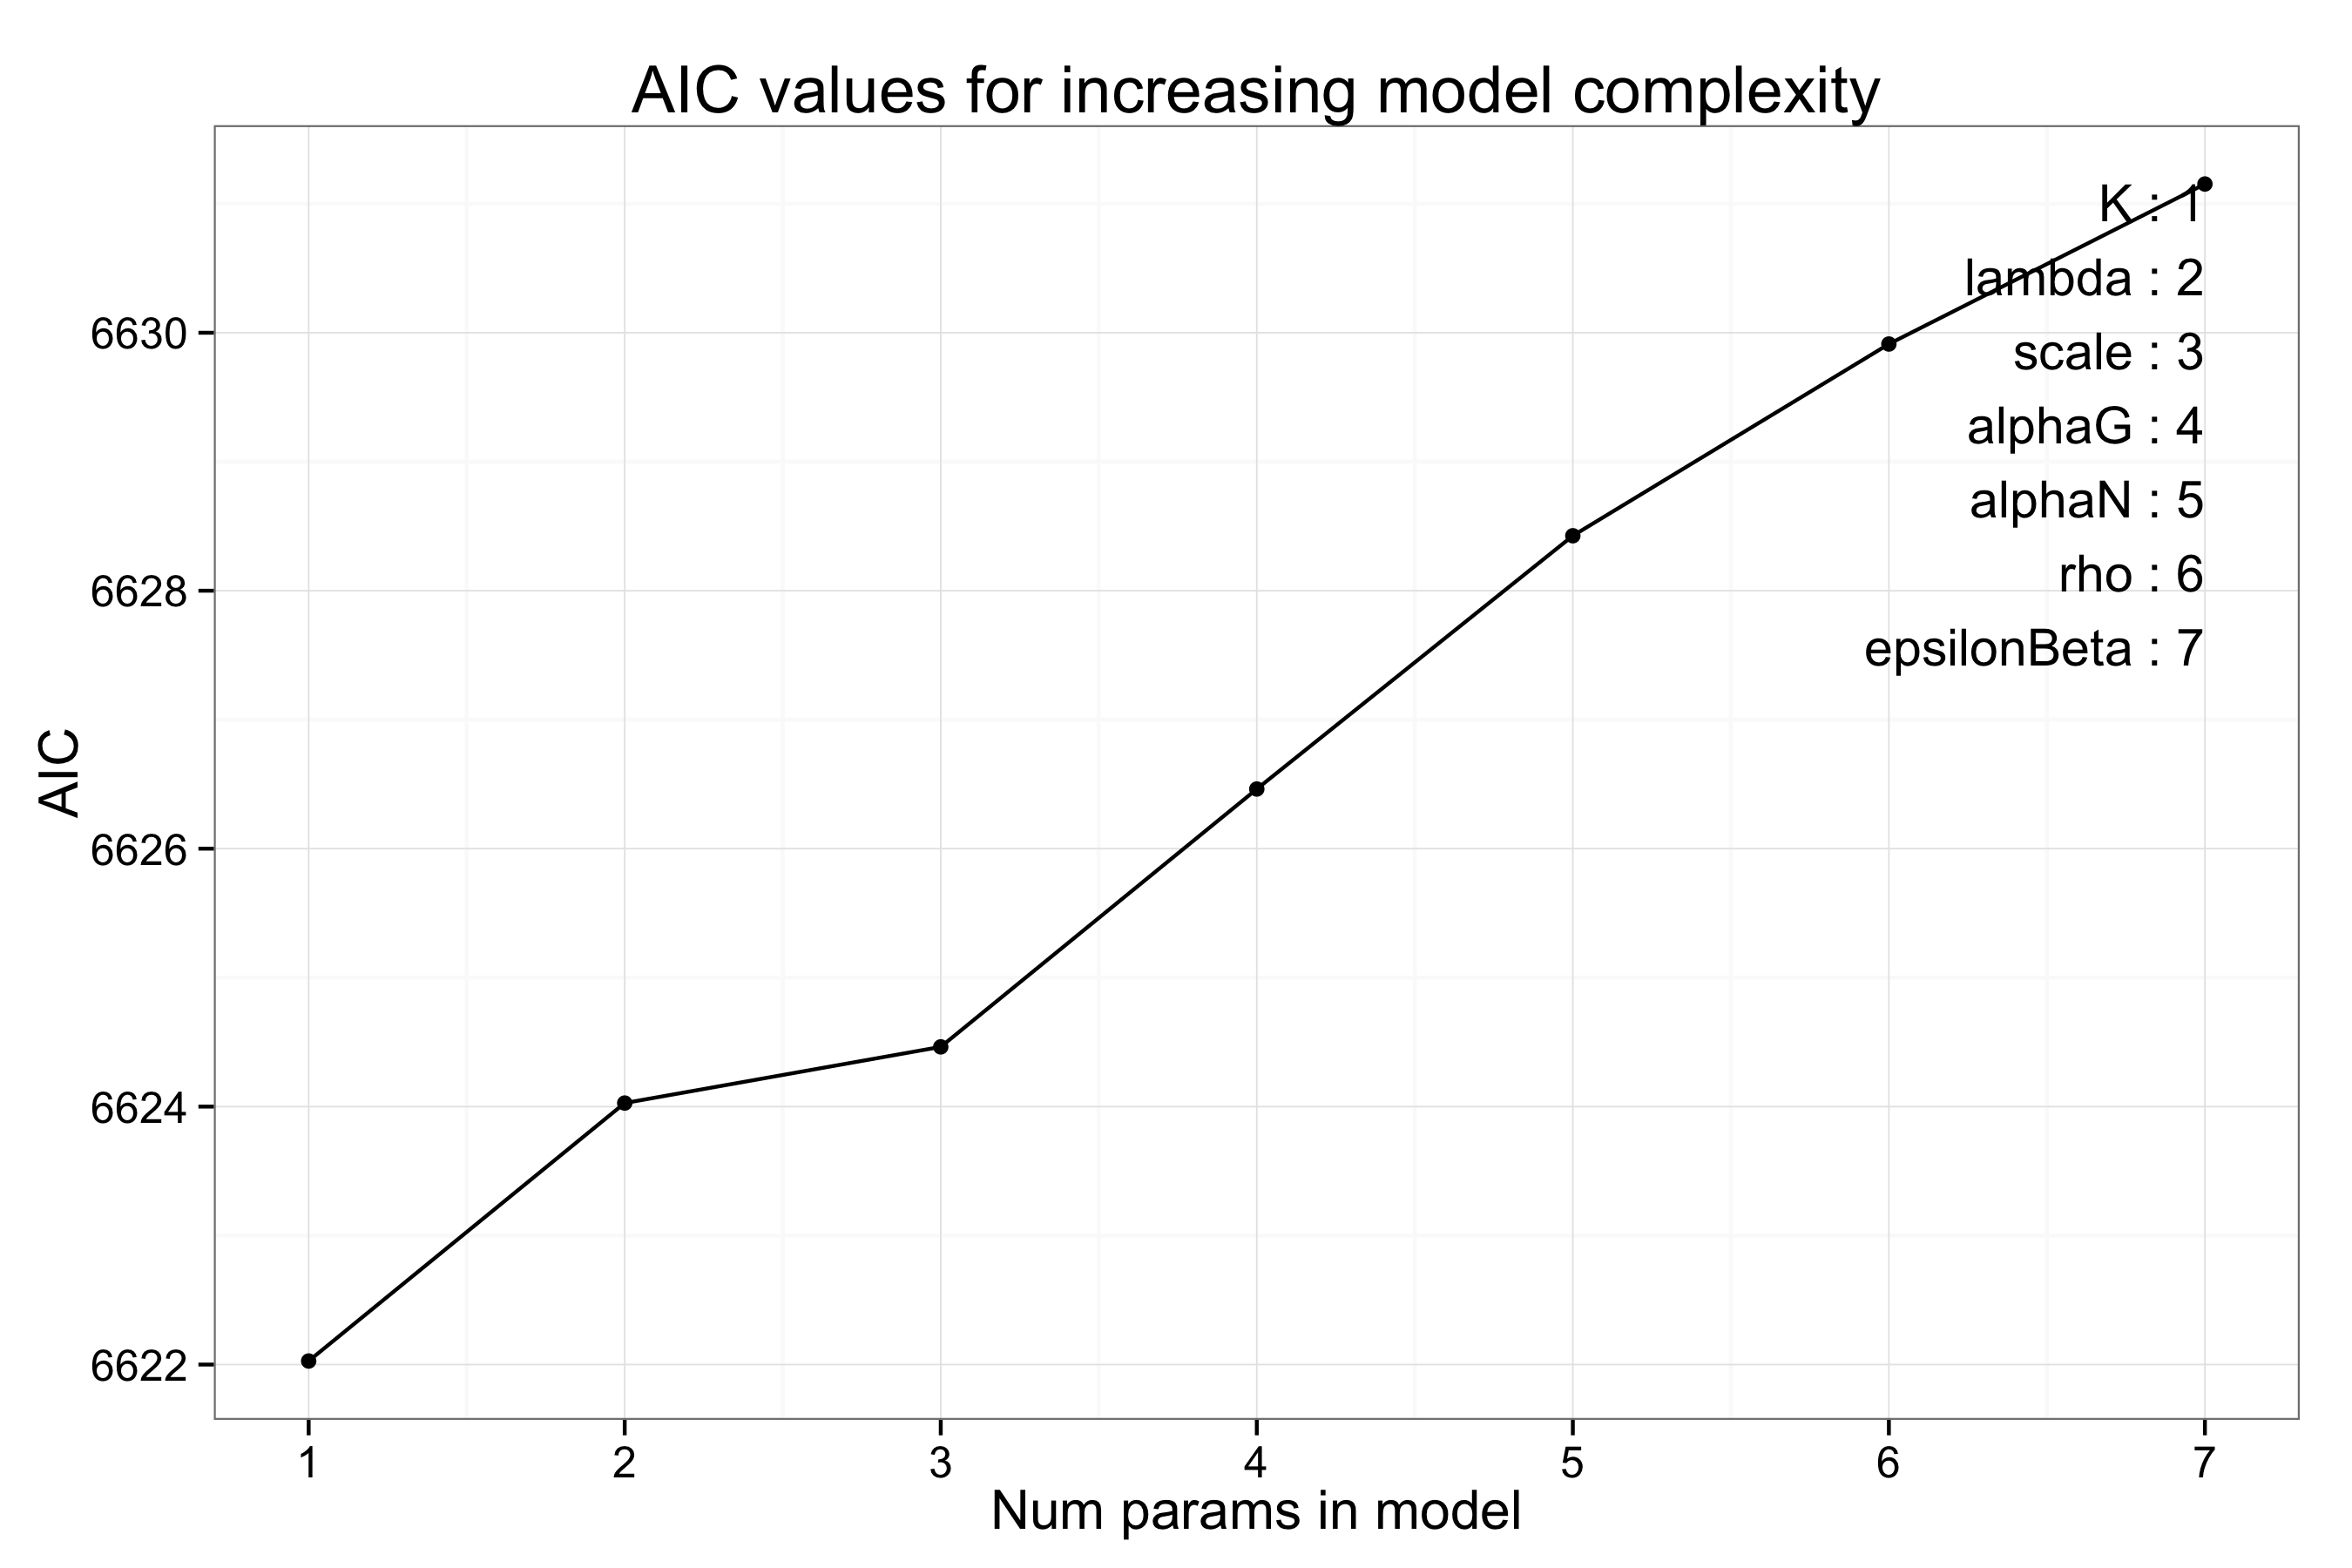 AIC values for increasing model complexity
K : 1
lambda : 2
6630
scale : 3
alphaG : 4
alphaN : 5
rho : 6
6628
epsilonBeta : 7
AIC
6626
6624
6622
1 2 3 4 5 6 7
Num params in model